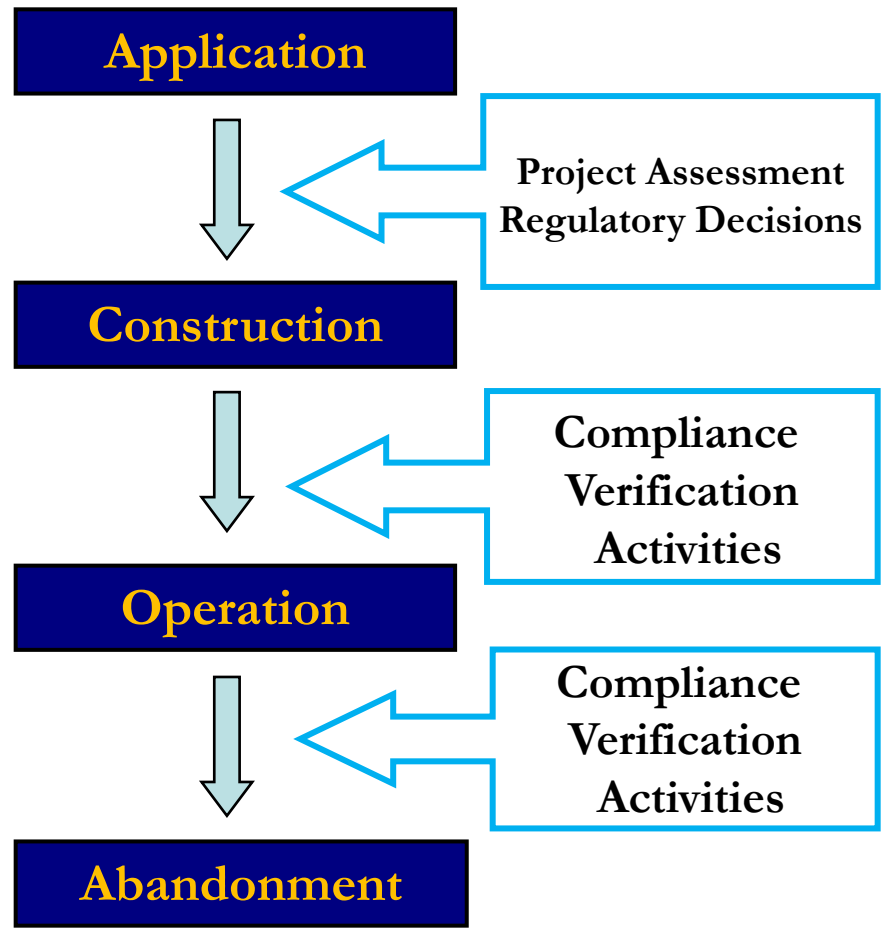 Application
Project Assessment
Regulatory Decisions
Construction
Compliance
Verification
Activities
Operation
Compliance
Verification
Activities
Abandonment